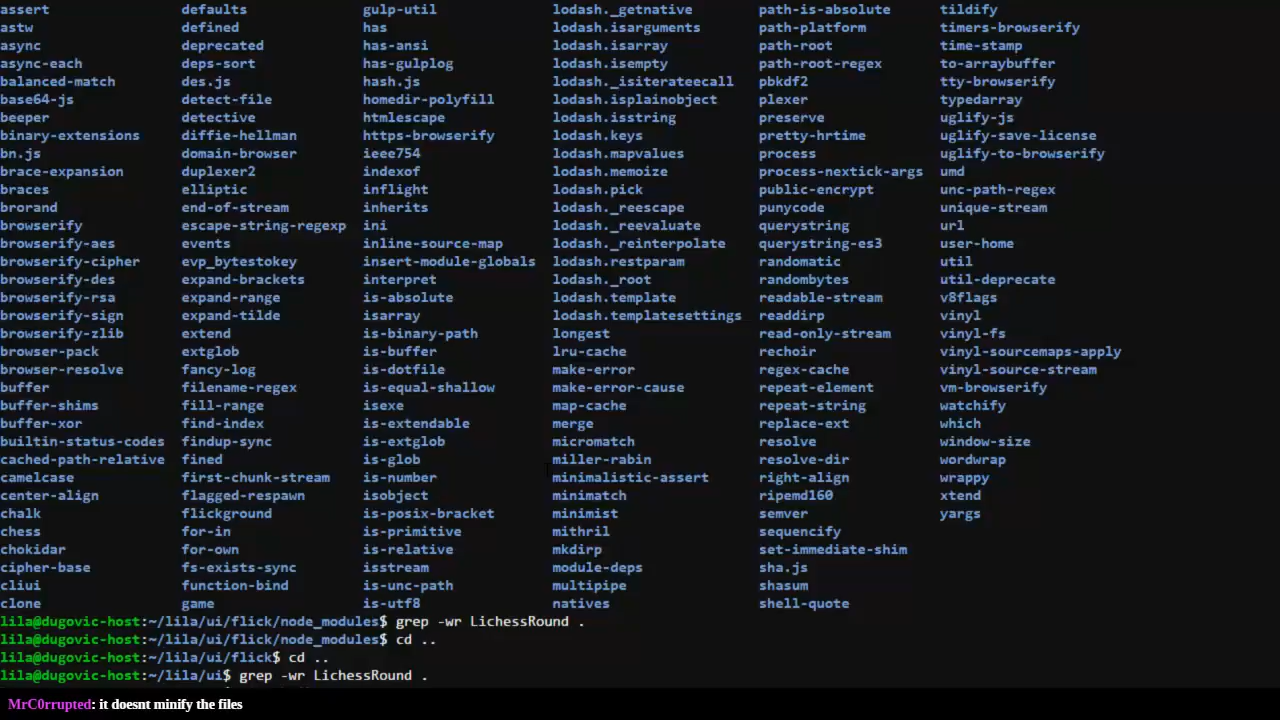 assert defaults gulp-util lodash._getnative path-is-absolute tildify
astw defined has lodash.isarguments path-platform timers-browserify
async deprecated has-ansi lodash.isarray path-root time-stamp
async-each deps-sort has-gulplog lodash.isempty path-root-regex to-arraybuffer
balanced-match des.js hash.js lodash._isiterateecall pbkdf2 tty-browserify
base64-js detect-file homedir-polyfill lodash.isplainobject plexer typedarray
beeper detective htmlescape lodash.isstring preserve uglify-js
binary-extensions diffie-hellman https-browserify lodash.keys pretty-hrtime uglify-save-license
bn.js domain-browser ieee754 lodash.mapvalues process uglify-to-browserify
brace-expansion duplexer2 indexof lodash.memoize process-nextick-args umd
braces elliptic inflight lodash.pick public-encrypt unc-path-regex
brorand end-of-stream inherits lodash._reescape punycode unique-stream
browserify escape-string-regexp ini lodash._reevaluate querystring url
browserify-aes events inline-source-map lodash._reinterpolate querystring-es3 user-home
browserify-cipher evp_bytestokey insert-module-globals lodash.restparam randomatic util
browserify-des expand-brackets interpret lodash._root randombytes util-deprecate
browserify-rsa expand-range is-absolute lodash.template readable-stream v8flags
browserify-sign expand-tilde isarray lodash.templatesettings readdirp vinyl
browserify-zlib extend is-binary-path longest read-only-stream vinyl-fs
browser-pack extglob is-buffer lru-cache rechoir vinyl-sourcemaps-apply
browser-resolve fancy-log is-dotfile make-error regex-cache vinyl-source-stream
buffer filename-regex is-equal-shallow make-error-cause repeat-element vm-browserify
buffer-shims fill-range isexe map-cache repeat-string watchify
buffer-xor find-index is-extendable merge replace-ext which
builtin-status-codes findup-sync is-extglob micromatch resolve window-size
cached-path-relative fined is-glob miller-rabin resolve-dir wordwrap
camelcase first-chunk-stream is-number minimalistic-assert right-align wrappy
center-align flagged-respawn isobject minimatch ripemd160 xtend
chalk flickground is-posix-bracket minimist semver yargs
chess for-in is-primitive mithril sequencify
chokidar for-own is-relative mkdirp set-immediate-shim
cipher-base fs-exists-sync isstream module-deps sha.js
cliui function-bind is-unc-path multipipe shasum
clone game is-utf8 natives shell-quote
lila@dugovic-host:~/lila/ui/flick/node_modules$ grep -wr LichessRound .
lila@dugovic-host:~/lila/ui/flick/node_modules$ cd ..
lila@dugovic-host:~/lila/ui/flick$ cd ..
lila@dugovic-host:~/lila/ui$ grep -wr LichessRound .
MrC0rrupted: it doesnt minify the files